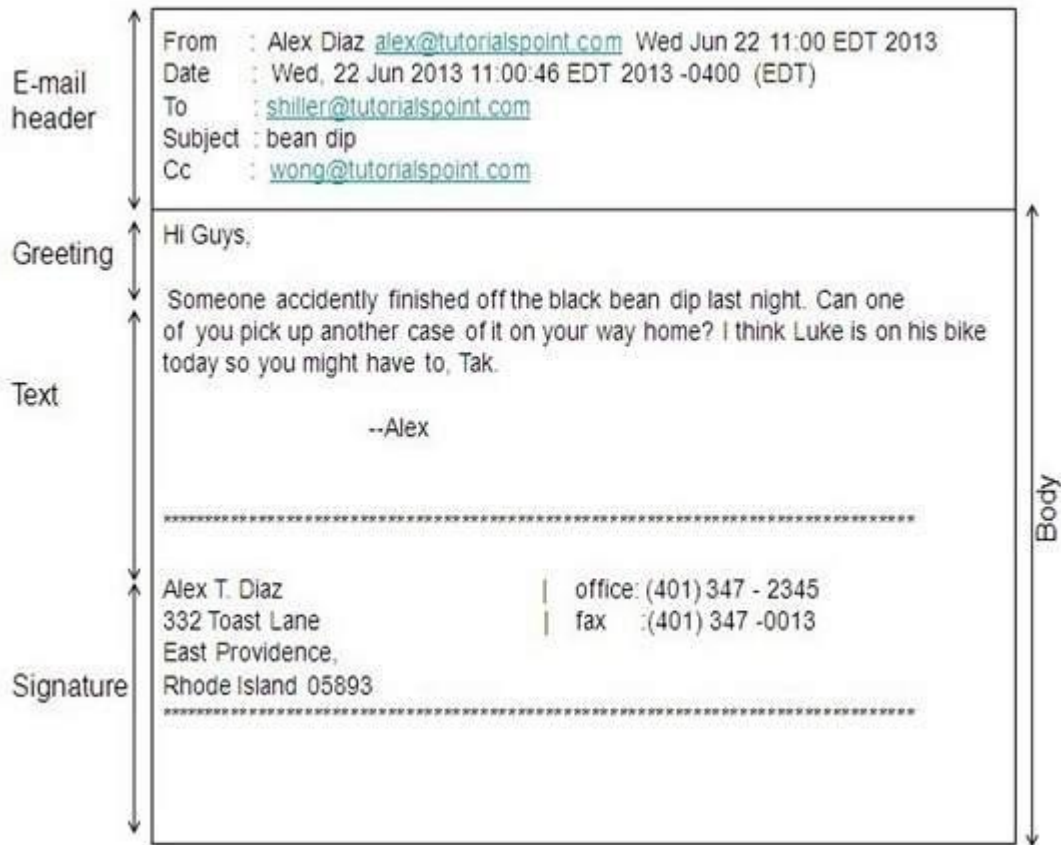 E-mail header
From : Alex Diaz alex@tutorialspoint.com Wed Jun 22 11:00 EDT 2013
Date : Wed, 22 Jun 2013 11:00:46 EDT 2013 -0400 (EDT)
To : shiller@tutorialspoint.com
Subject : bean dip
Cc : wong@tutorialspoint.com
Greeting
Hi Guys,
Text
Someone accidently finished off the black bean dip last night. Can one
of you pick up another case of it on your way home? I think Luke is on his bike
today so you might have to, Tak.
--Alex
Body
Signature
Alex T. Diaz | office: (401) 347 - 2345
332 Toast Lane | fax :(401) 347 -0013
East Providence,
Rhode Island 05893